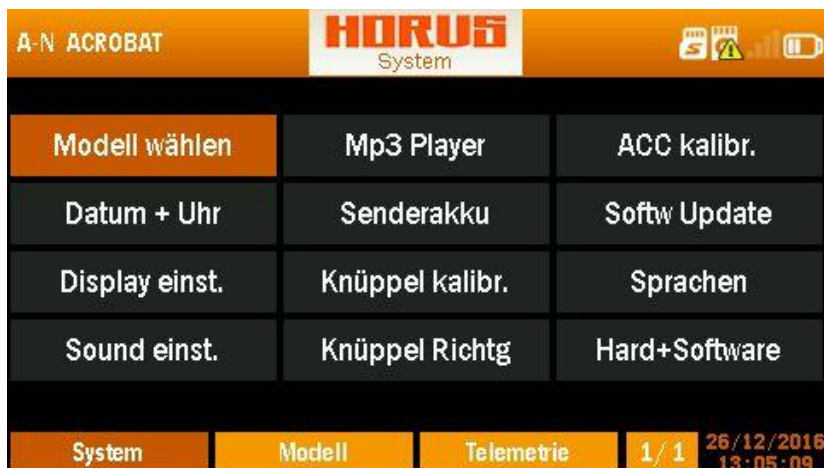 A-N ACROBAT
HORUS
System
Modell wählen
Mp3 Player
ACC kalibr.
Datum + Uhr
Senderakku
Softw Update
Display einst.
Knüppel kalibr.
Sprachen
Sound einst.
Knüppel Richtg
Hard+Software
System
Modell
Telemetrie
1/1
26/12/2016
13:05:09